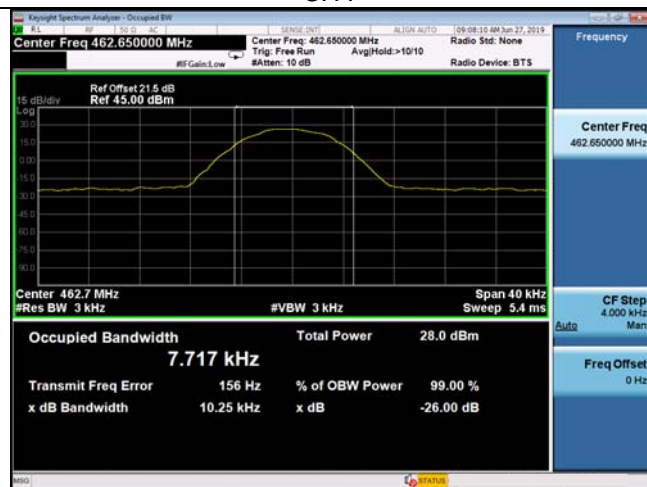 Keysight Spectrum Analyzer - Occupied BW
RL RF 50 Ω AC SENSE:INT ALIGN AUTO 09:08:10 AM Jun 27, 2019
Center Freq 462.650000 MHz
Center Freq: 462.650000 MHz
Radio Std: None
Trig: Free Run
Avg|Hold:>10/10
#IFGain:Low
#Atten: 10 dB
Radio Device: BTS
Frequency
Ref Offset 21.5 dB
15 dB/div
Ref 45.00 dBm
Log
30.0
15.0
0.00
-15.0
-30.0
-45.0
-60.0
-75.0
-90.0
Center Freq
462.650000 MHz
Center 462.7 MHz
Span 40 kHz
#Res BW 3 kHz
#VBW 3 kHz
Sweep 5.4 ms
CF Step
4.000 kHz
Auto Man
Occupied Bandwidth
Total Power 28.0 dBm
7.717 kHz
Freq Offset
0 Hz
Transmit Freq Error 156 Hz
% of OBW Power 99.00 %
x dB Bandwidth 10.25 kHz
x dB -26.00 dB
MSG
STATUS